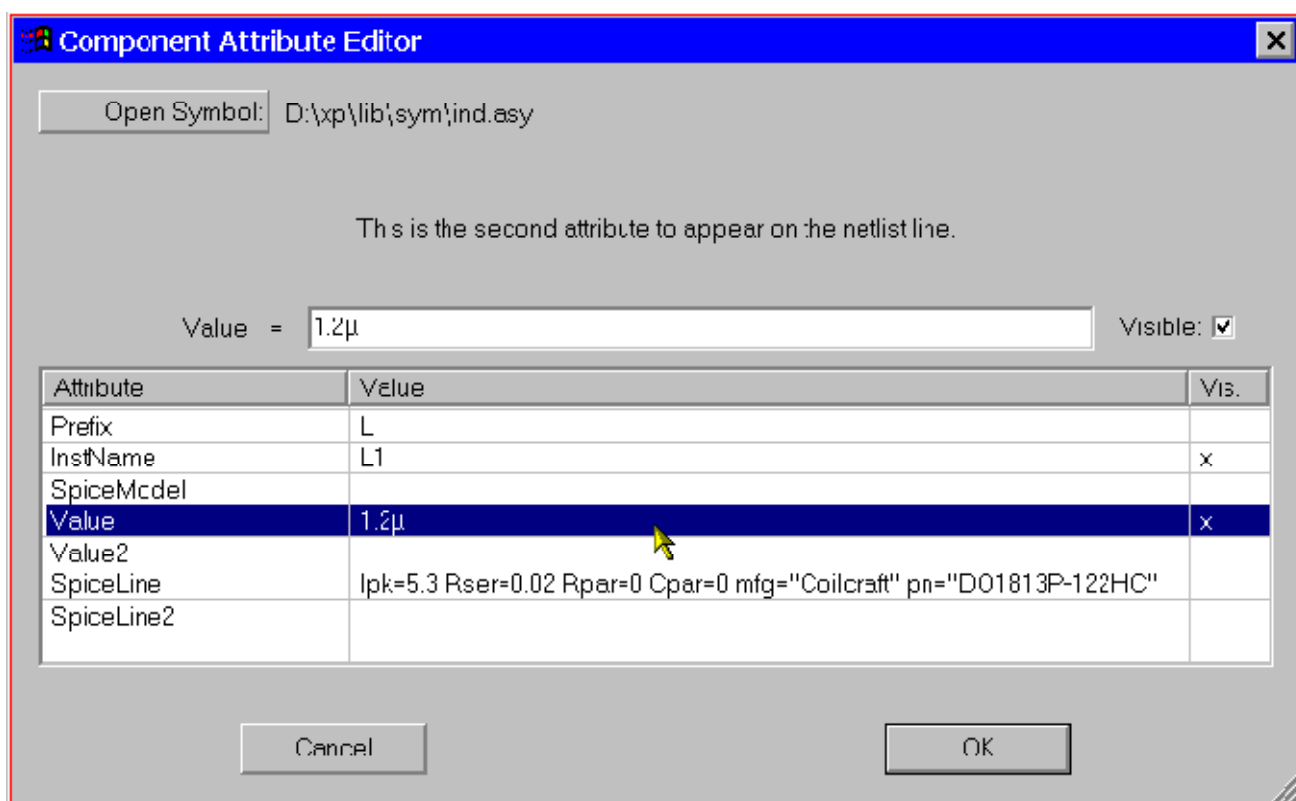 Component Attribute Editor
Open Symbol: D:\xp\lib\sym\ind.asy
This is the second attribute to appear on the netlist line.
Value = 1.2µ Visible:
Attribute Value Vis.
Prefix L
InstName L1 x
SpiceModel
Value 1.2µ x
Value2
SpiceLine Ipk=5.3 Rser=0.02 Rpar=0 Cpar=0 mfg="Coilcraft" pn="DO1813P-122HC"
SpiceLine2
Cancel OK